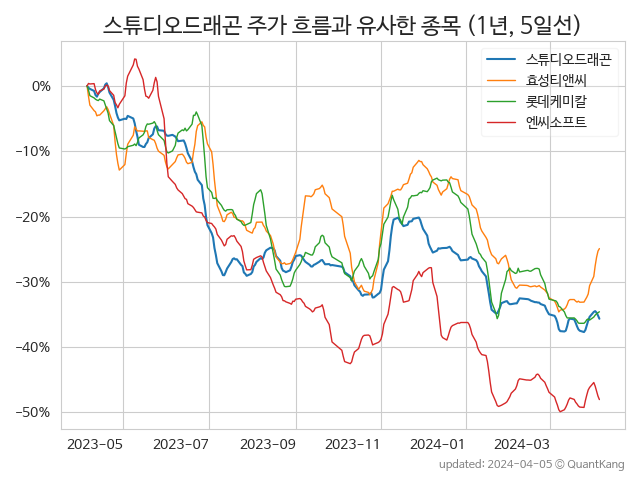 스튜디오드래곤 주가 흐름과 유사한 종목 (1년, 5일선)
스튜디오드래곤
효성티앤씨
롯데케미칼
엔씨소프트
0%
−10%
−20%
−30%
−40%
−50%
2023-05 2023-07 2023-09 2023-11 2024-01 2024-03
updated: 2024-04-05 © QuantKang